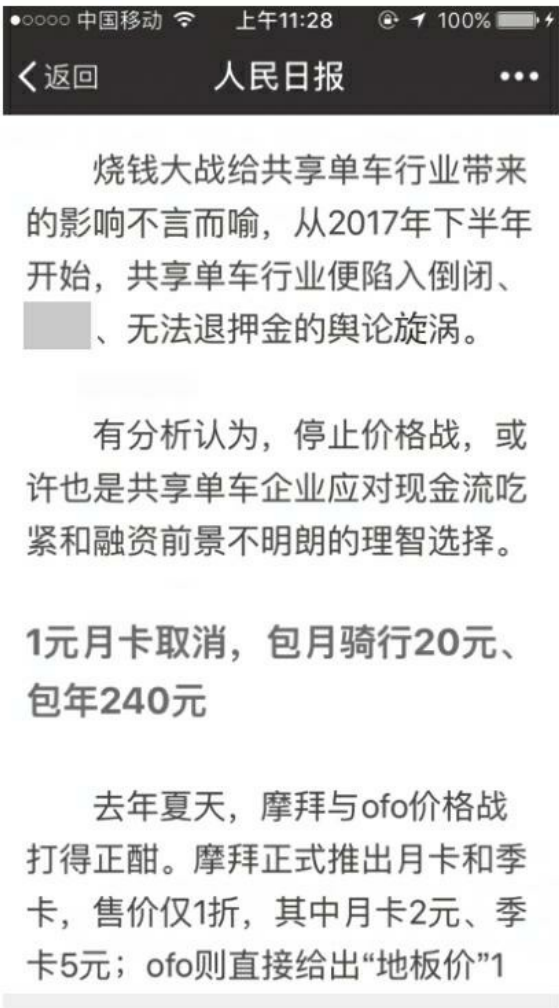 中国移动 上午11:28 100%
返回 人民日报
烧钱大战给共享单车行业带来
的影响不言而喻，从2017年下半年
开始，共享单车行业便陷入倒闭、
、无法退押金的舆论旋涡。
有分析认为，停止价格战，或
许也是共享单车企业应对现金流吃
紧和融资前景不明朗的理智选择。
1元月卡取消，包月骑行20元、
包年240元
去年夏天，摩拜与ofo价格战
打得正酣。摩拜正式推出月卡和季
卡，售价仅1折，其中月卡2元、季
卡5元；ofo则直接给出“地板价”1